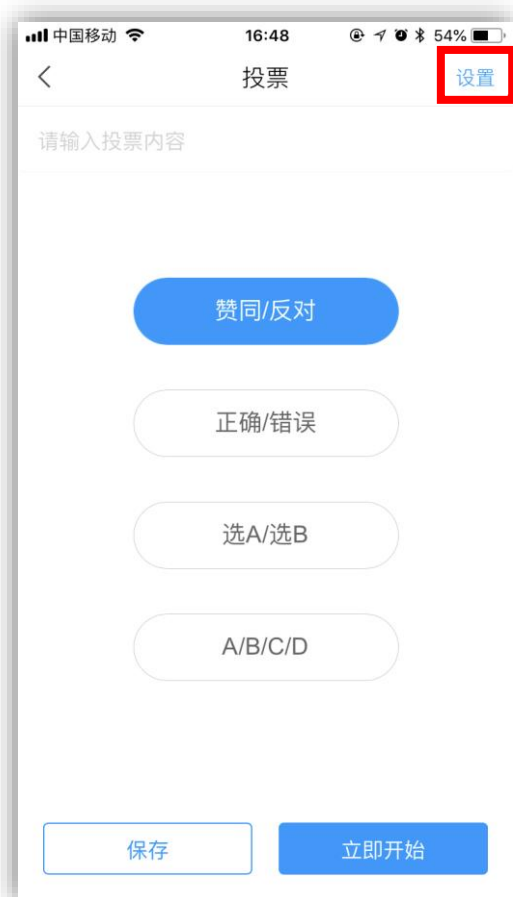 中国移动 16:48 54%
投票 设置
请输入投票内容
赞同/反对
正确/错误
选A/选B
A/B/C/D
保存 立即开始